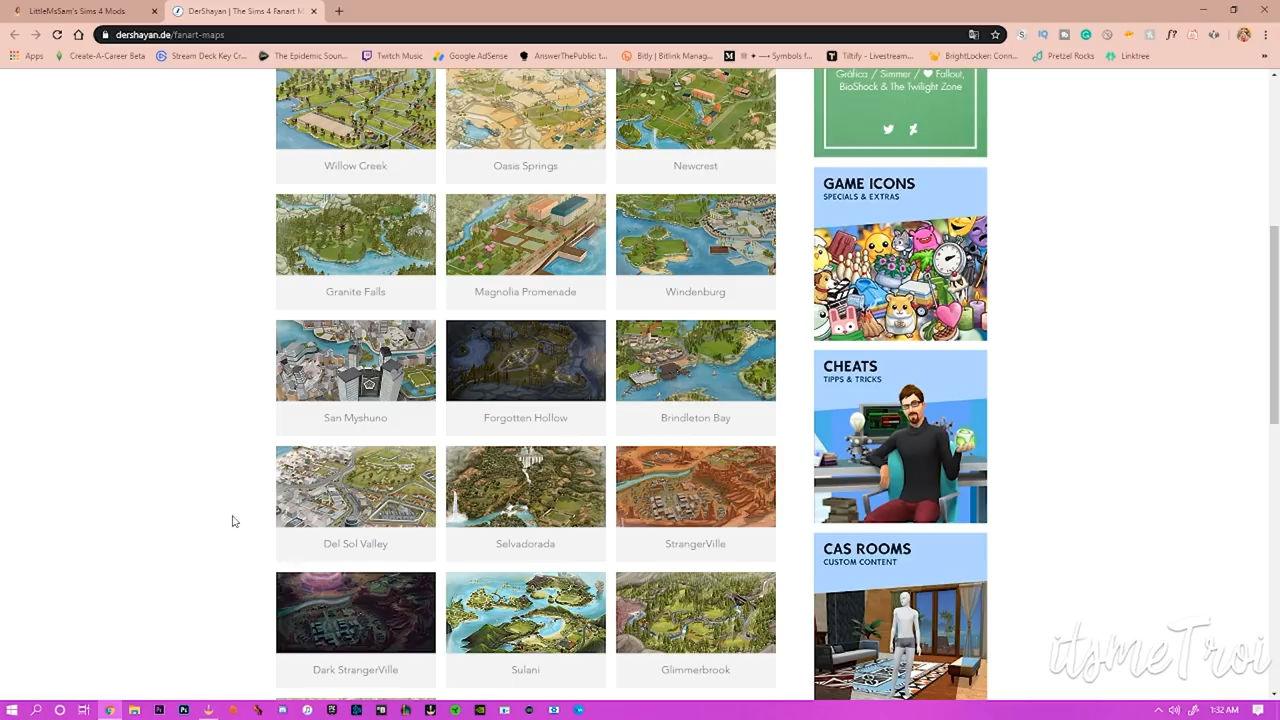 LittleMsSam's Sims 4 Mods
DerShayan | The Sims 4 Fanart M
dershayan.de/fanart-maps
Apps
Create-A-Career Beta
Stream Deck Key Cr...
The Epidemic Soun...
Twitch Music
Google AdSense
AnswerThePublic: t...
Bitly | Bitlink Manag...
Symbols f...
Tiltify - Livestream...
BrightLocker: Conn...
Pretzel Rocks
Linktree
Gráfica / Simmer / ♥ Fallout,
BioShock & The Twilight Zone
Willow Creek
Oasis Springs
Newcrest
GAME ICONS
SPECIALS & EXTRAS
Granite Falls
Magnolia Promenade
Windenburg
CHEATS
TIPPS & TRICKS
San Myshuno
Forgotten Hollow
Brindleton Bay
Del Sol Valley
Selvadorada
StrangerVille
CAS ROOMS
CUSTOM CONTENT
Dark StrangerVille
Sulani
Glimmerbrook
itsmeTroi
1:32 AM